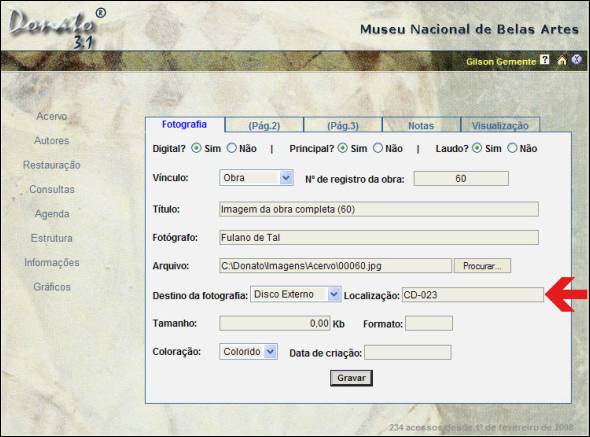 Donato ®
3.1
Museu Nacional de Belas Artes
Gilson Gemente ?
Acervo
Autores
Restauração
Consultas
Agenda
Estrutura
Informações
Gráficos
Fotografia (Pág.2) (Pág.3) Notas Visualização
Digital? Sim Não | Principal? Sim Não | Laudo? Sim Não
Vínculo: Obra Nº de registro da obra: 60
Título: Imagem da obra completa (60)
Fotógrafo: Fulano de Tal
Arquivo: C:\Donato\Imagens\Acervo\00060.jpg Procurar...
Destino da fotografia: Disco Externo Localização: CD-023
Tamanho: 0,00 Kb Formato:
Coloração: Colorido Data de criação:
Gravar
234 acessos desde 1º de fevereiro de 2008